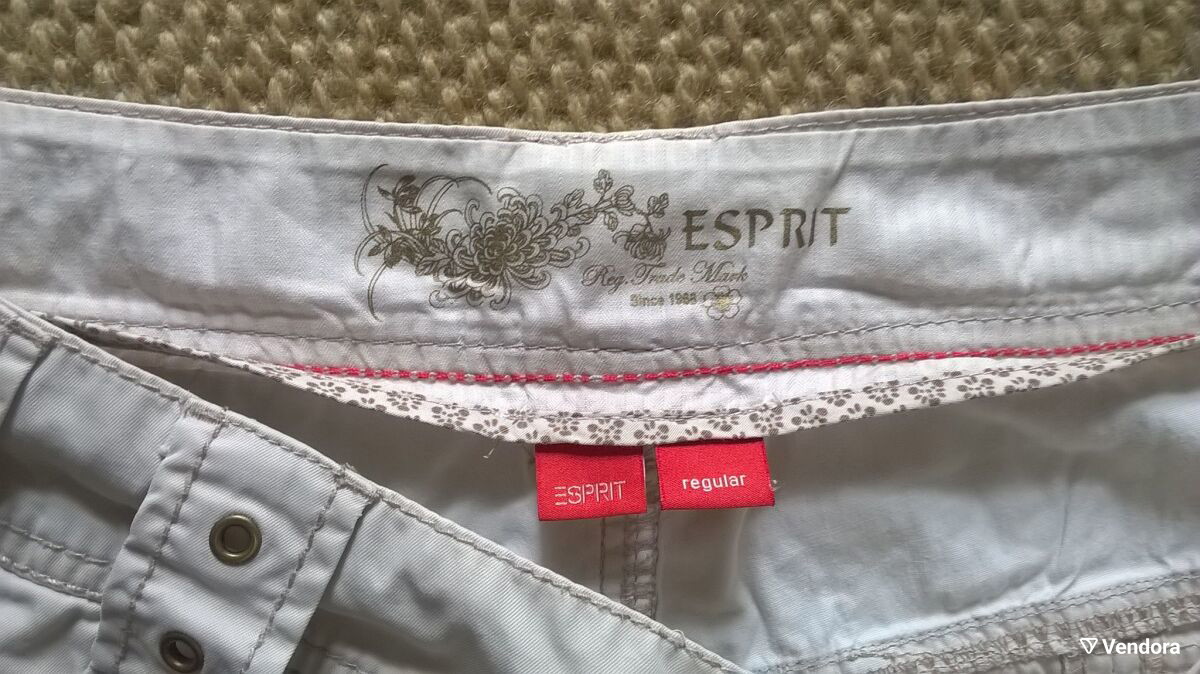 ESPRIT
Reg. Trade Mark
Since 1968
ESPRIT
regular
Vendora